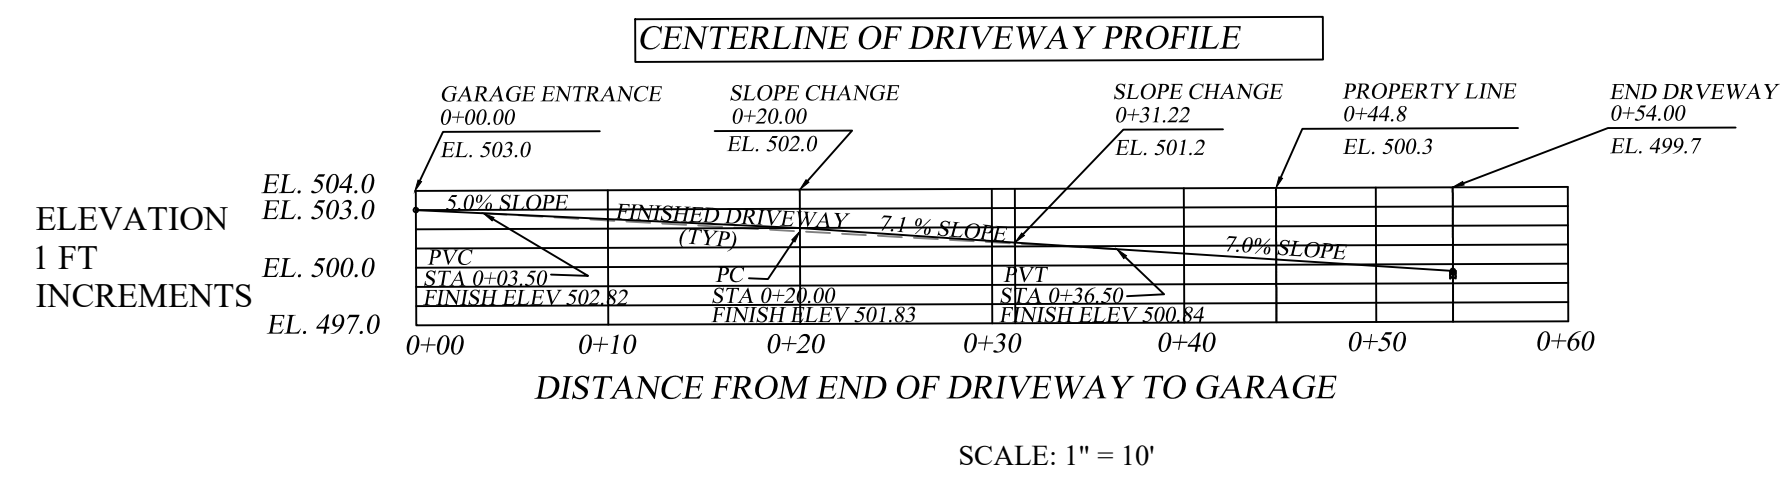 CENTERLINE OF DRIVEWAY PROFILE
GARAGE ENTRANCE
0+00.00
EL. 503.0
SLOPE CHANGE
0+20.00
EL. 502.0
SLOPE CHANGE
0+31.22
EL. 501.2
PROPERTY LINE
0+44.8
EL. 500.3
END DRVEWAY
0+54.00
EL. 499.7
ELEVATION
1 FT
INCREMENTS
EL. 504.0
EL. 503.0
EL. 500.0
EL. 497.0
5.0% SLOPE
FINISHED DRIVEWAY
(TYP)
7.1 % SLOPE
7.0% SLOPE
PVC
STA 0+03.50
FINISH ELEV 502.82
PC
STA 0+20.00
FINISH ELEV 501.83
PVT
STA 0+36.50
FINISH ELEV 500.84
0+00
0+10
0+20
0+30
0+40
0+50
0+60
DISTANCE FROM END OF DRIVEWAY TO GARAGE
SCALE: 1" = 10'